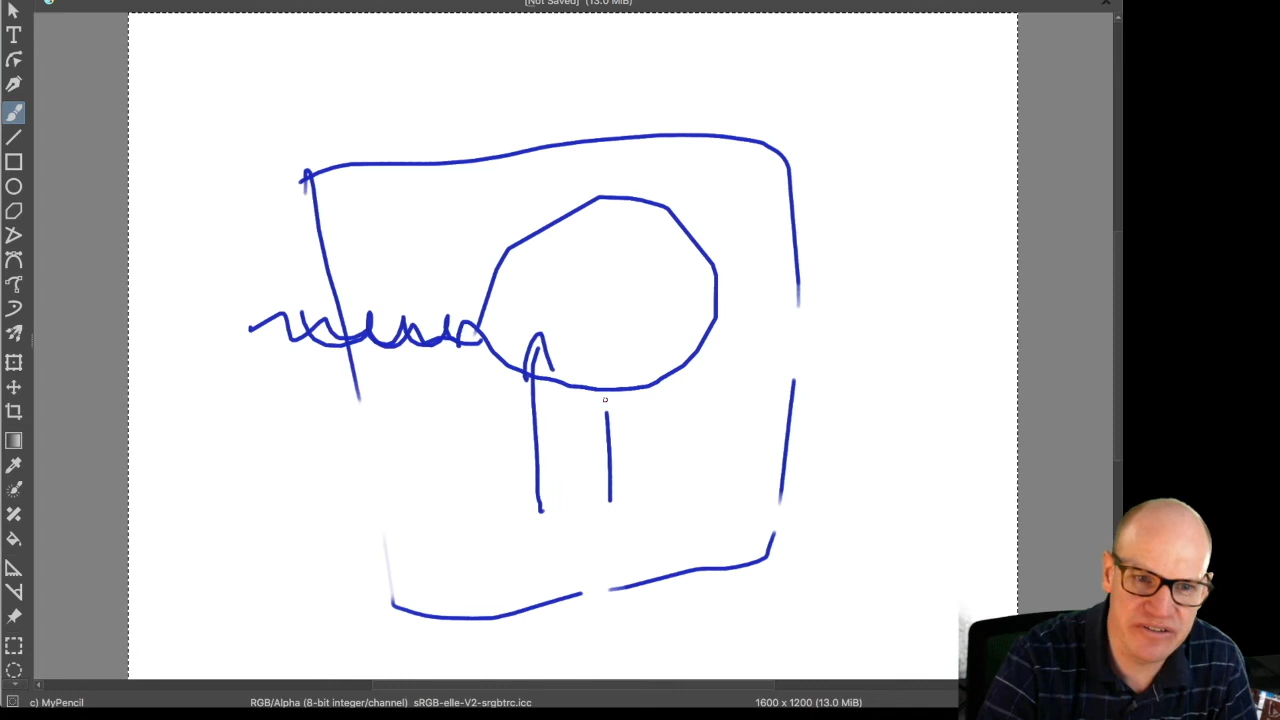 [Not Saved] (13.0 MiB)
c) MyPencil
RGB/Alpha (8-bit integer/channel) sRGB-elle-V2-srgbtrc.icc
1600 x 1200 (13.0 MiB)